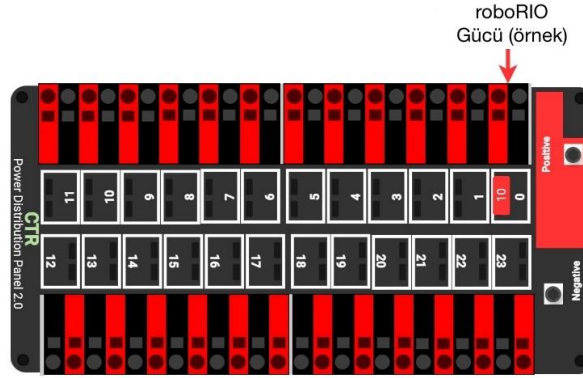 roboRIO
Gücü (örnek)
Positive
Negative
Power Distribution Panel 2.0
CTR
11 10 9 8 7 6 5 4 3 2 1 10 0
12 13 14 15 16 17 18 19 20 21 22 23